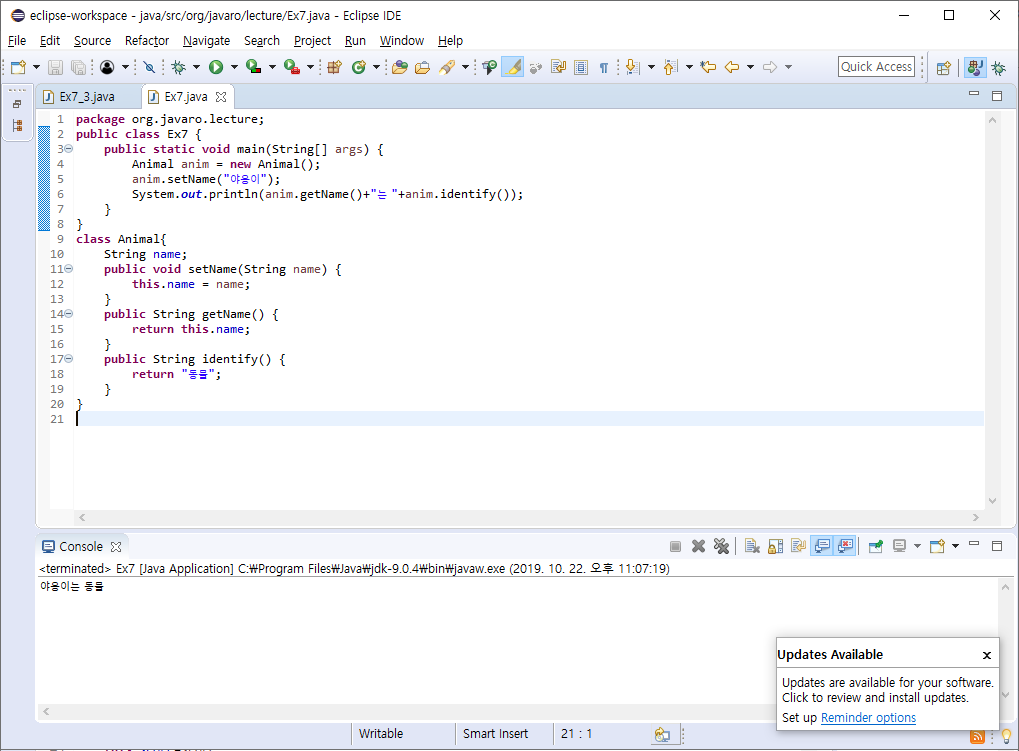 eclipse-workspace - java/src/org/javaro/lecture/Ex7.java - Eclipse IDE
File Edit Source Refactor Navigate Search Project Run Window Help
Quick Access
Ex7_3.java Ex7.java
1 package org.javaro.lecture;
2 public class Ex7 {
3 public static void main(String[] args) {
4 Animal anim = new Animal();
5 anim.setName("야옹이");
6 System.out.println(anim.getName()+"는 "+anim.identify());
7 }
8 }
9 class Animal{
10 String name;
11 public void setName(String name) {
12 this.name = name;
13 }
14 public String getName() {
15 return this.name;
16 }
17 public String identify() {
18 return "동물";
19 }
20 }
21
Console
<terminated> Ex7 [Java Application] C:₩Program Files₩Java₩jdk-9.0.4₩bin₩javaw.exe (2019. 10. 22. 오후 11:07:19)
야옹이는 동물
Updates Available x
Updates are available for your software.
Click to review and install updates.
Set up Reminder options
Writable Smart Insert 21 : 1